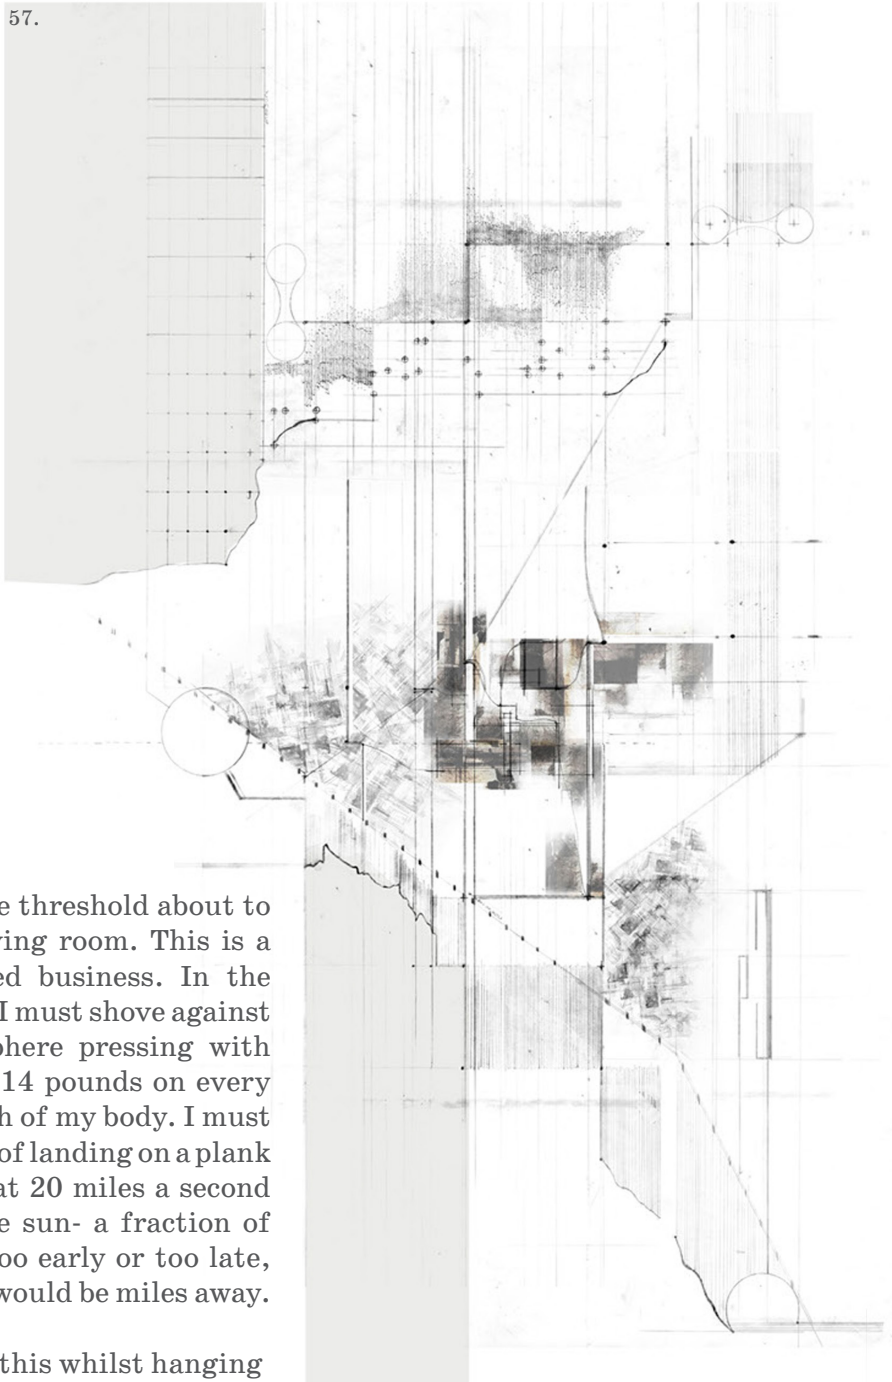 57.
e threshold about to
ving room. This is a
ed business. In the
I must shove against
phere pressing with
14 pounds on every
h of my body. I must
of landing on a plank
at 20 miles a second
e sun- a fraction of
too early or too late,
would be miles away.
this whilst hanging